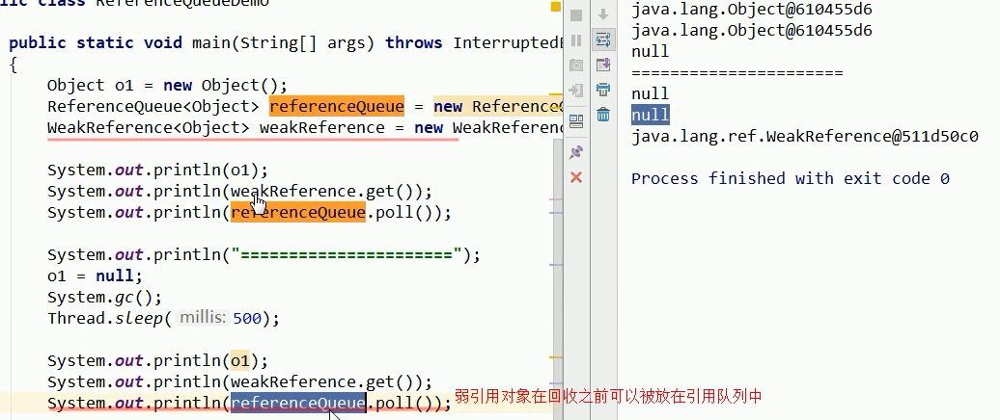 lic class ReferenceQueueDemo
public static void main(String[] args) throws InterruptedE
{
Object o1 = new Object();
ReferenceQueue<Object> referenceQueue = new ReferenceQ
WeakReference<Object> weakReference = new WeakReferenc
System.out.println(o1);
System.out.println(weakReference.get());
System.out.println(referenceQueue.poll());
System.out.println("======================");
o1 = null;
System.gc();
Thread.sleep( millis: 500);
System.out.println(o1);
System.out.println(weakReference.get());
System.out.println(referenceQueue.poll()); 弱引用对象在回收之前可以被放在引用队列中
java.lang.Object@610455d6
java.lang.Object@610455d6
null
======================
null
null
java.lang.ref.WeakReference@511d50c0
Process finished with exit code 0